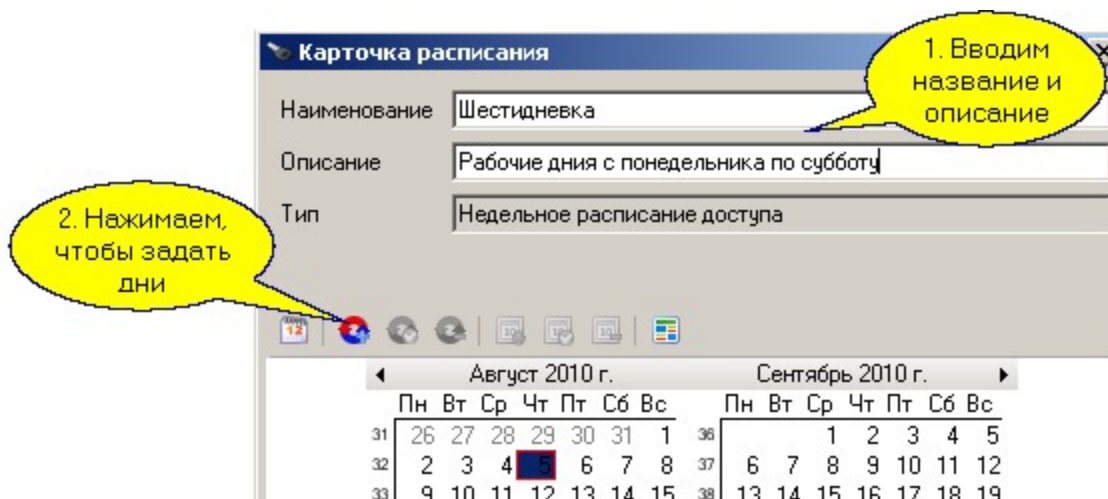 Карточка расписания
1. Вводим
название и
описание
Наименование Шестидневка
Описание Рабочие дния с понедельника по субботу
Тип Недельное расписание доступа
2. Нажимаем,
чтобы задать
дни
12
Август 2010 г. Сентябрь 2010 г.
Пн Вт Ср Чт Пт Сб Вс Пн Вт Ср Чт Пт Сб Вс
31 26 27 28 29 30 31 1 36 1 2 3 4 5
32 2 3 4 5 6 7 8 37 6 7 8 9 10 11 12
33 9 10 11 12 13 14 15 38 13 14 15 16 17 18 19